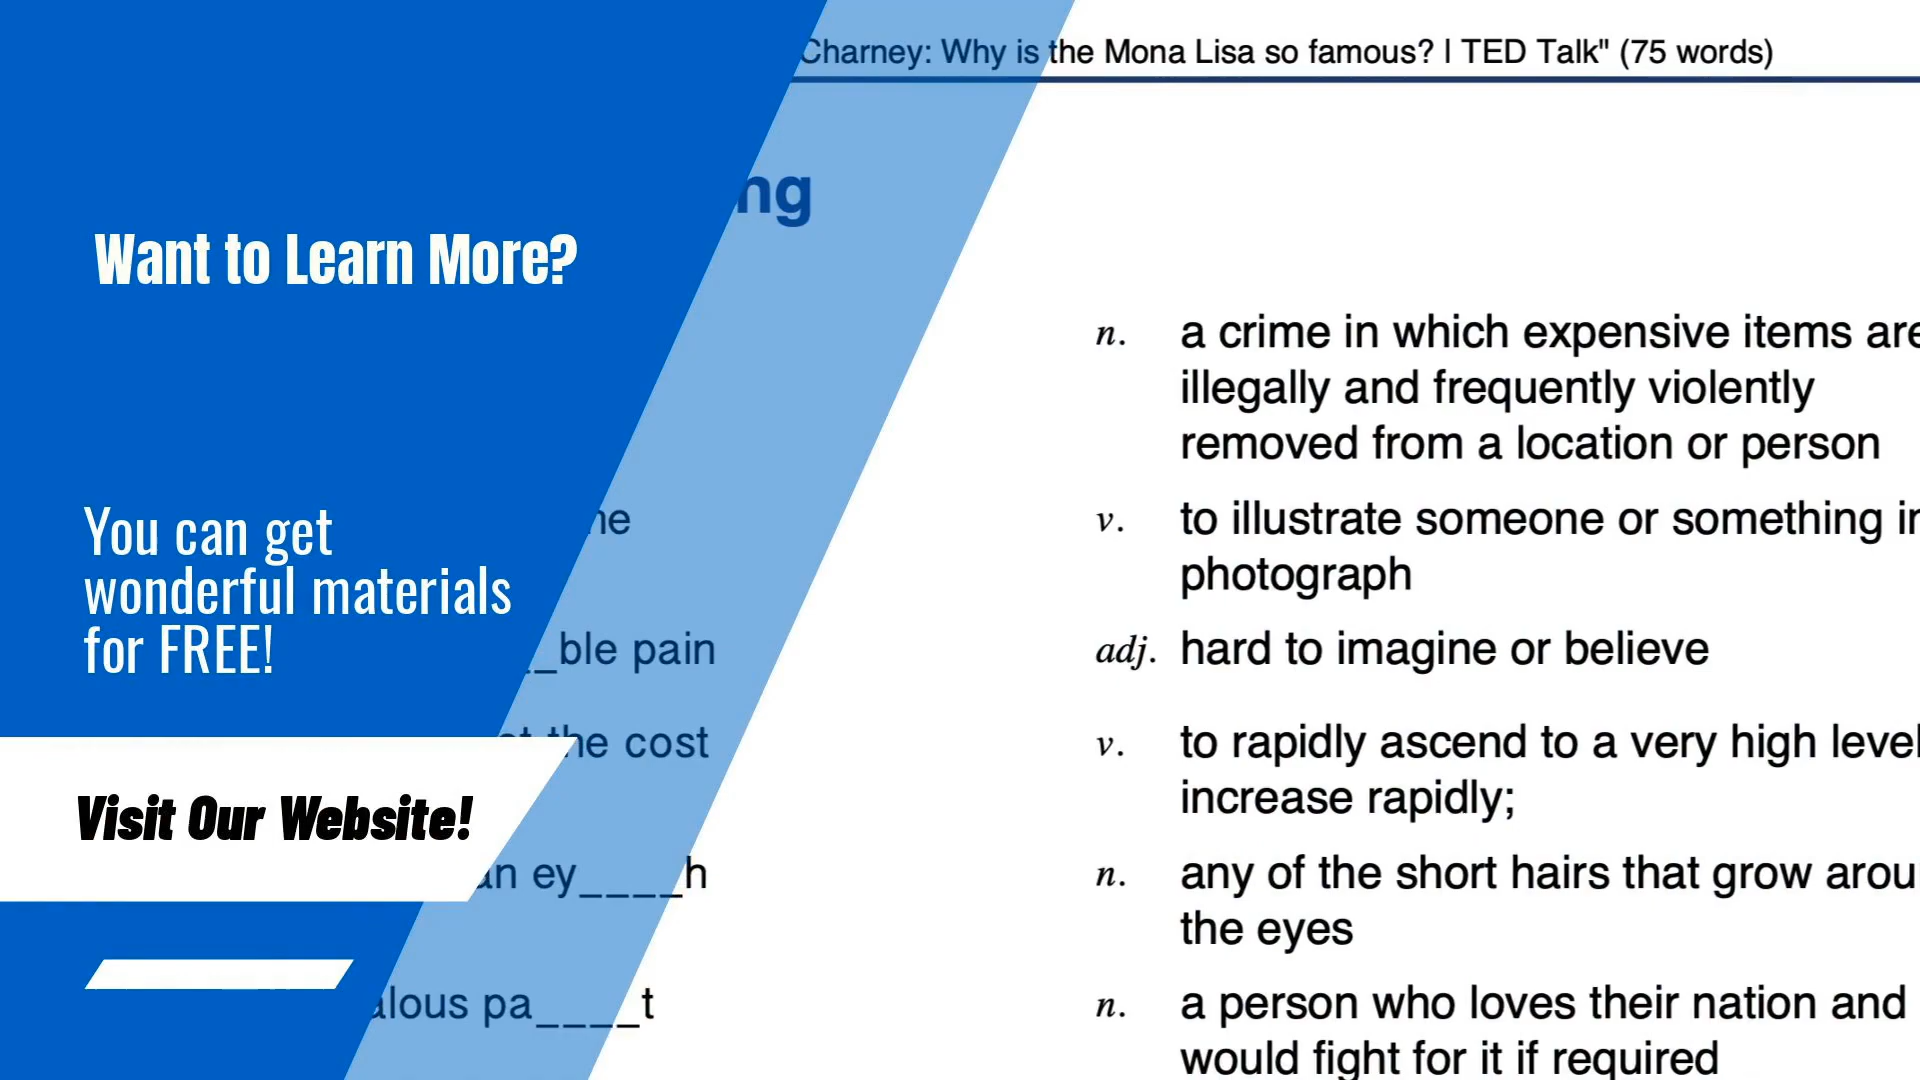 Charney: Why is the Mona Lisa so famous? | TED Talk" (75 words)
ng
Want to Learn More?
n. a crime in which expensive items are
illegally and frequently violently
removed from a location or person
You can get
wonderful materials
for FREE!
v. to illustrate someone or something in
photograph
_ble pain
adj. hard to imagine or believe
the cost
v. to rapidly ascend to a very high level
increase rapidly;
Visit Our Website!
an ey____h
n. any of the short hairs that grow arou
the eyes
alous pa____t
n. a person who loves their nation and
would fight for it if required